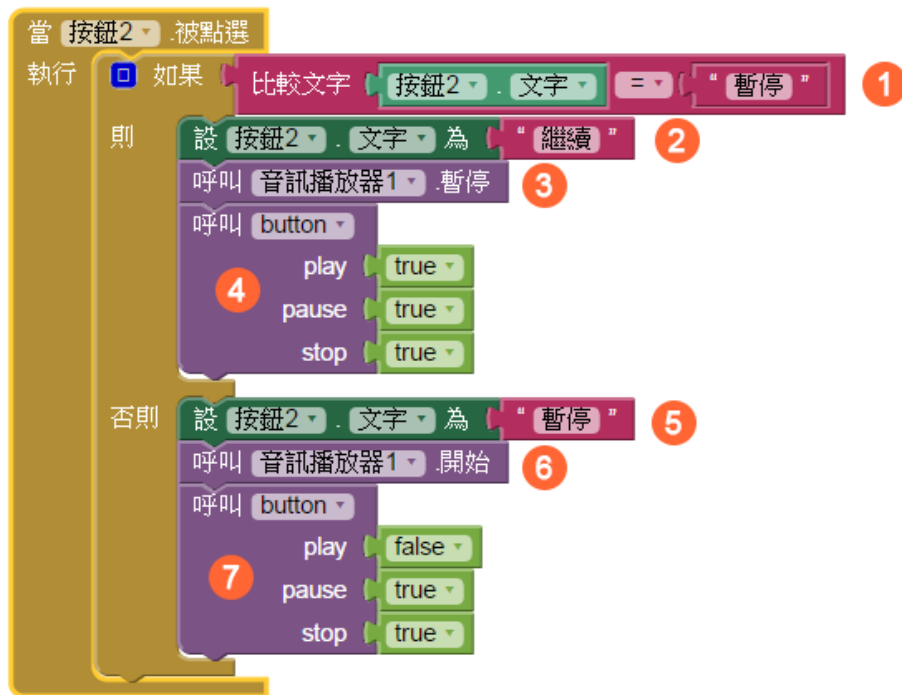 當 按鈕2 .被點選
執行 如果 比較文字 按鈕2 . 文字 = " 暫停 " 1
則 設 按鈕2 . 文字 為 " 繼續 " 2
呼叫 音訊播放器1 .暫停 3
呼叫 button
play true
4
pause true
stop true
否則 設 按鈕2 . 文字 為 " 暫停 " 5
呼叫 音訊播放器1 .開始 6
呼叫 button
play false
7
pause true
stop true